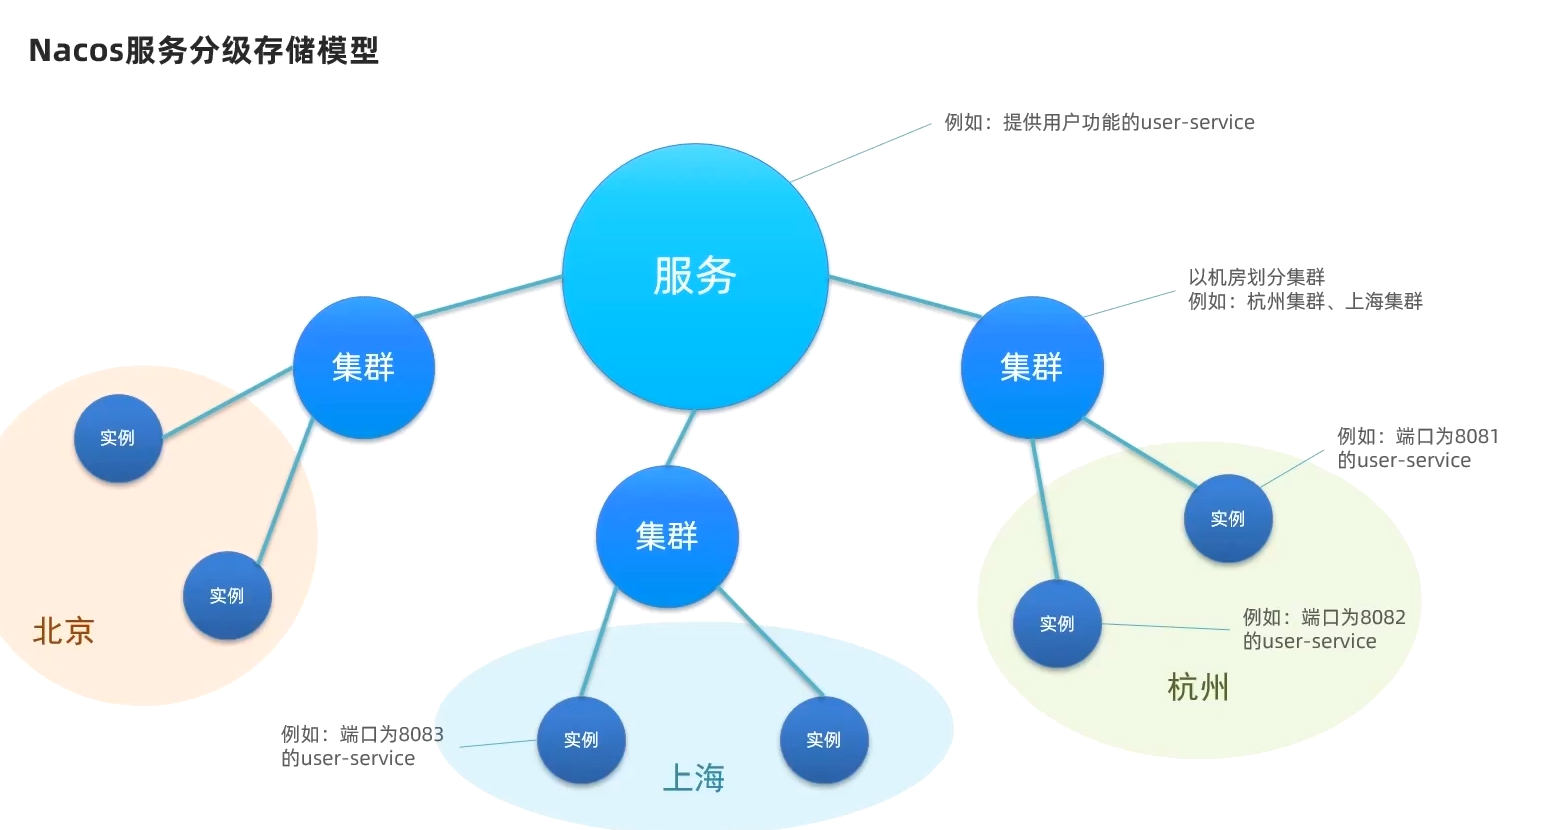 Nacos服务分级存储模型
例如：提供用户功能的user-service
服务
以机房划分集群
例如：杭州集群、上海集群
集群
集群
实例
例如：端口为8081
的user-service
实例
集群
实例
例如：端口为8082
的user-service
实例
北京
杭州
例如：端口为8083
的user-service
实例
实例
上海